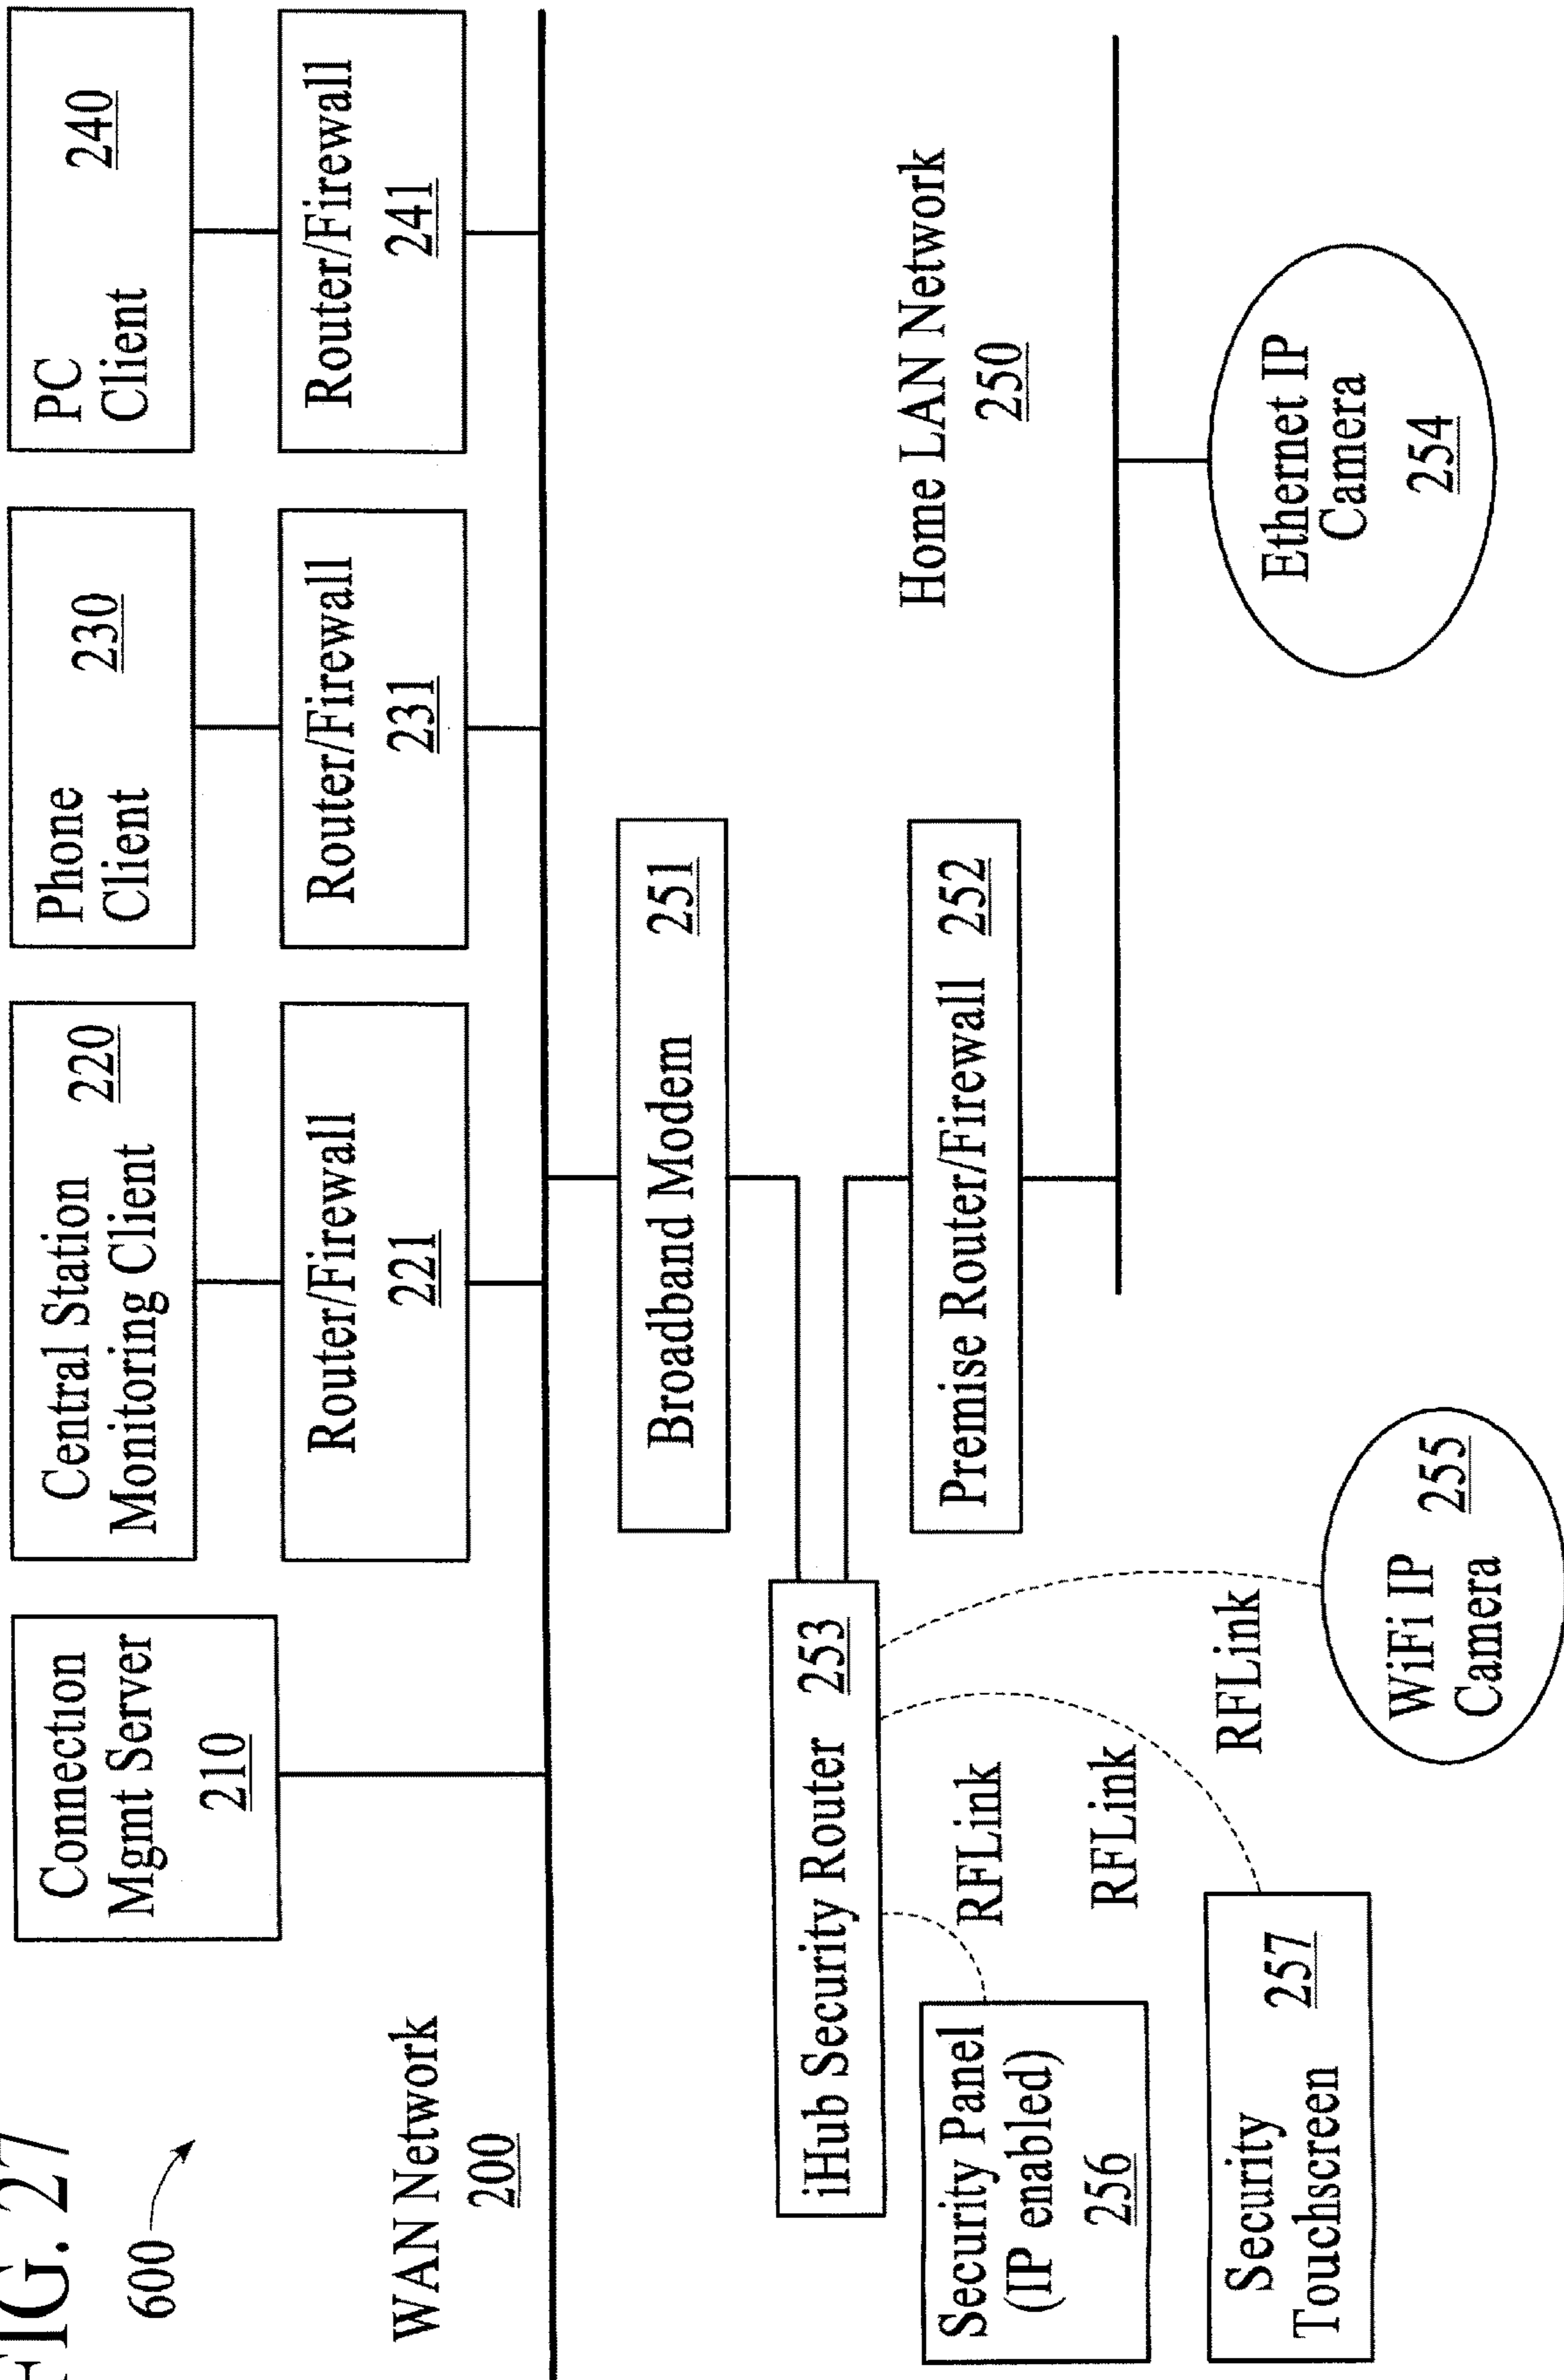 FIG. 27
600
WAN Network
200
Connection
Mgmt Server
210
Central Station
Monitoring Client
220
Router/Firewall
221
Phone
Client
230
Router/Firewall
231
PC
Client
240
Router/Firewall
241
Broadband Modem 251
iHub Security Router 253
Premise Router/Firewall 252
Home LAN Network
250
Security Panel
(IP enabled)
256
RFLink
RFLink
RFLink
Security
Touchscreen
257
WiFi IP
Camera
255
Ethernet IP
Camera
254